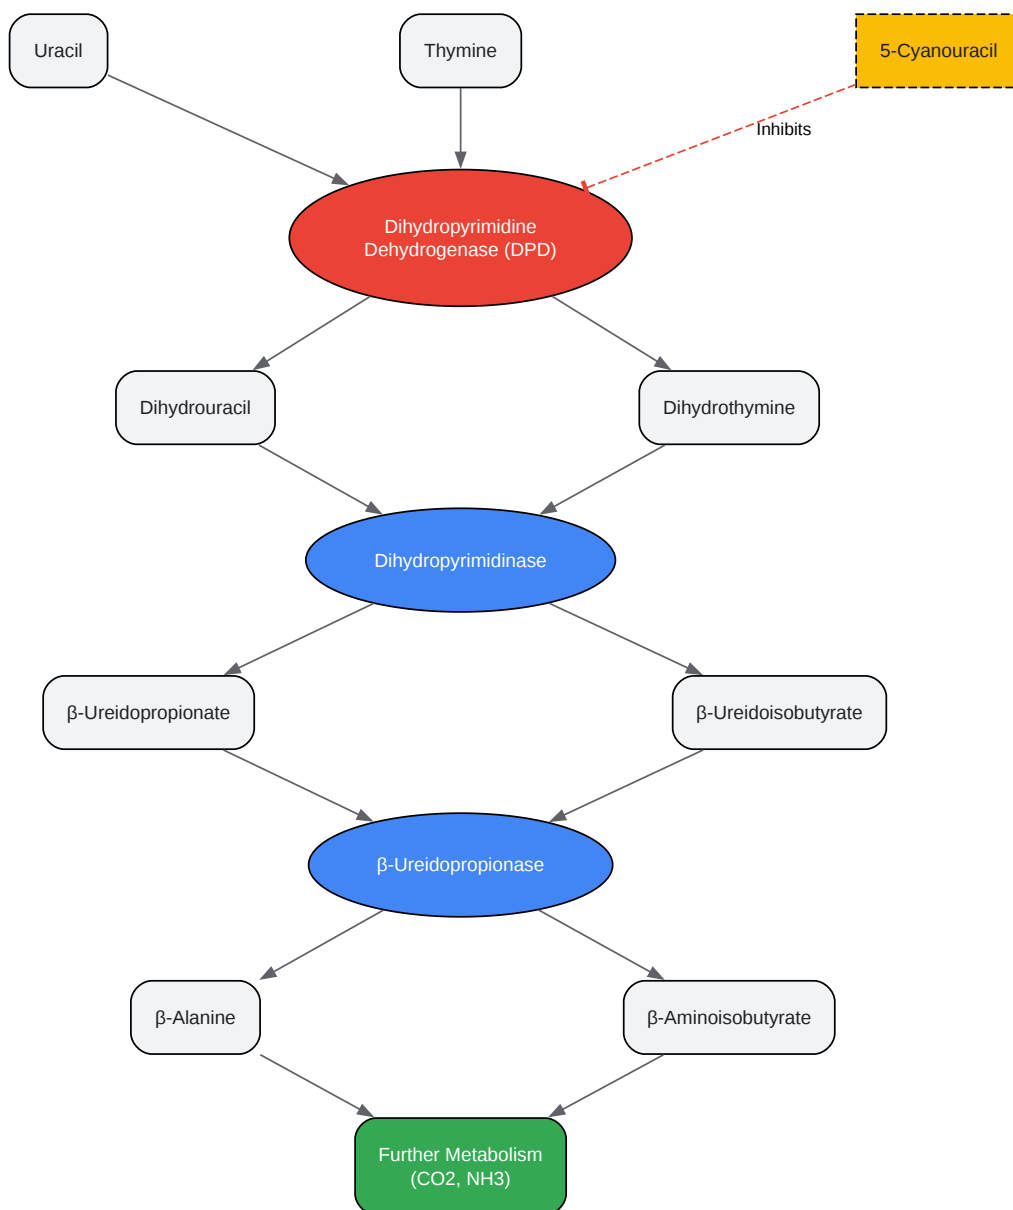 Uracil
Thymine
5-Cyanouracil
Inhibits
Dihydropyrimidine
Dehydrogenase (DPD)
Dihydrouracil
Dihydrothymine
Dihydropyrimidinase
β-Ureidopropionate
β-Ureidoisobutyrate
β-Ureidopropionase
β-Alanine
β-Aminoisobutyrate
Further Metabolism
(CO2, NH3)